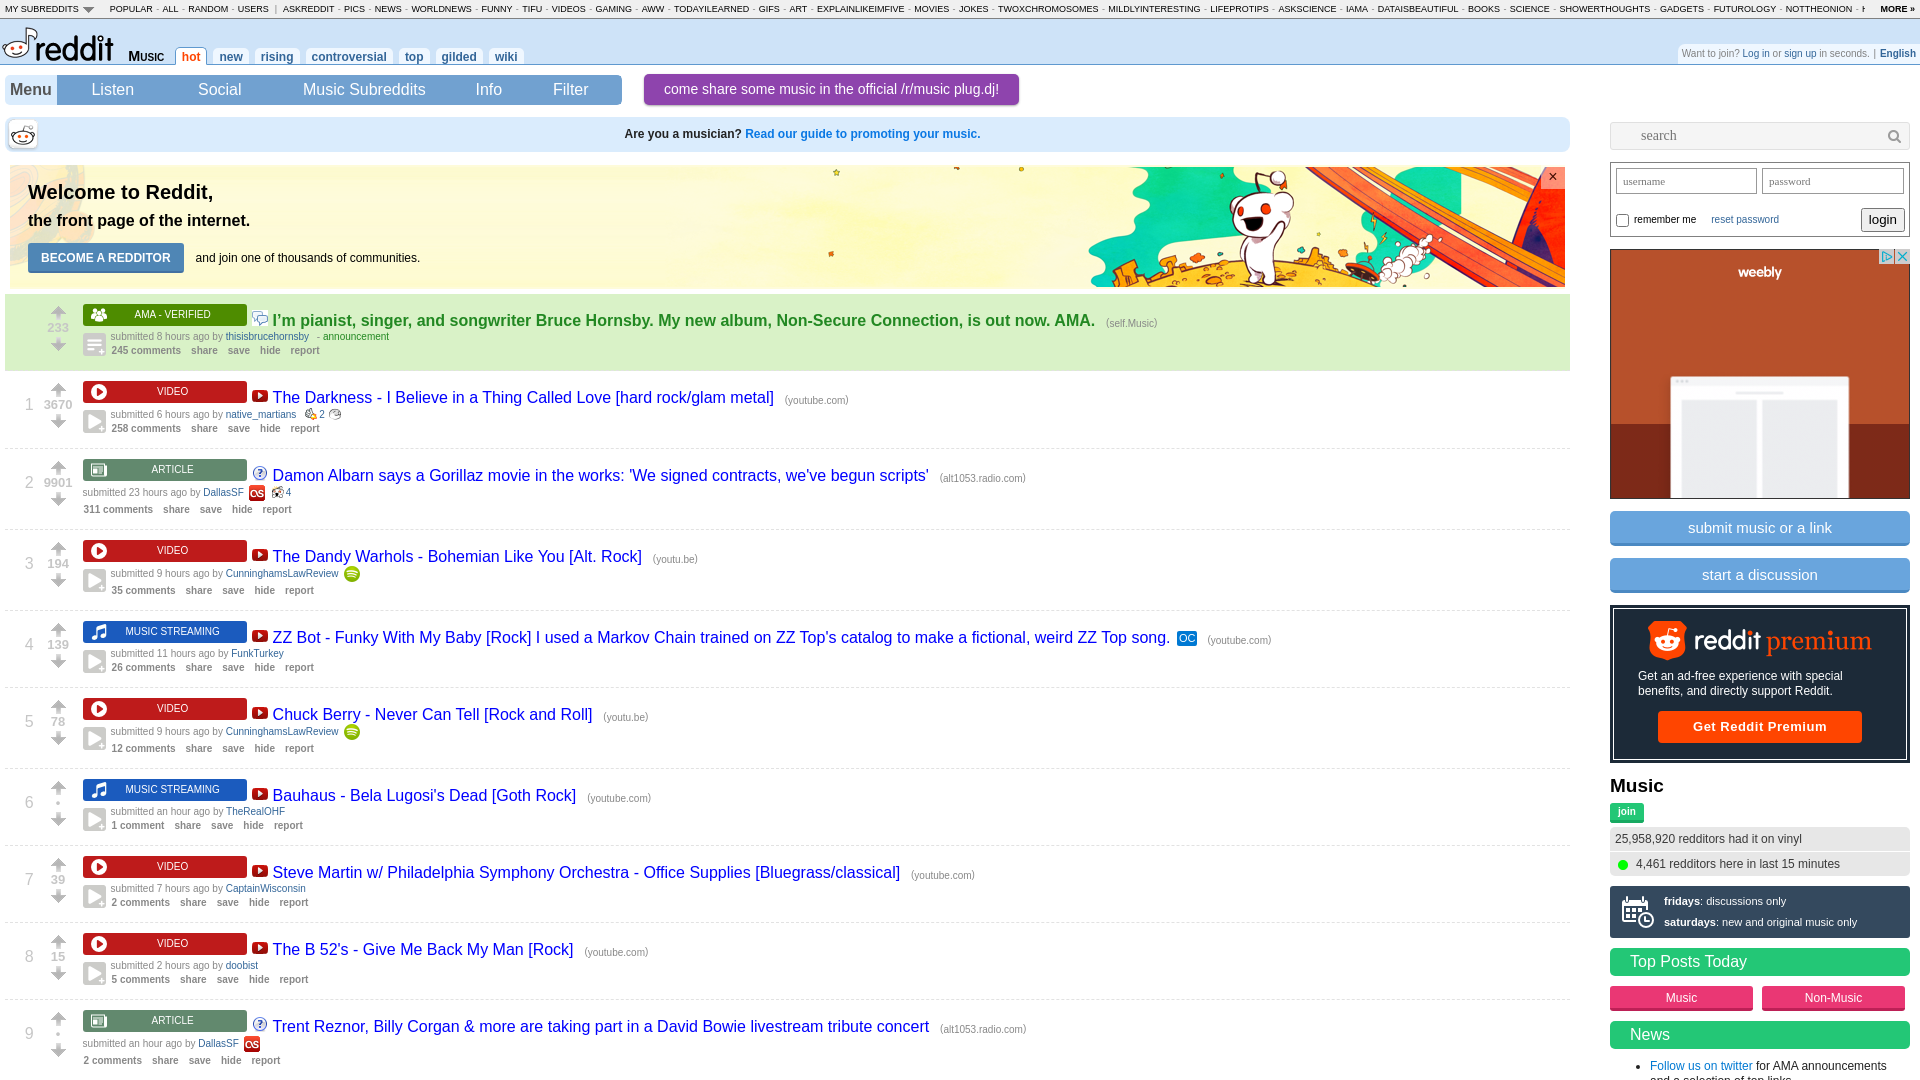 MY SUBREDDITS POPULAR - ALL - RANDOM - USERS | ASKREDDIT - PICS - NEWS - WORLDNEWS - FUNNY - TIFU - VIDEOS - GAMING - AWW - TODAYILEARNED - GIFS - ART - EXPLAINLIKEIMFIVE - MOVIES - JOKES - TWOXCHROMOSOMES - MILDLYINTERESTING - LIFEPROTIPS - ASKSCIENCE - IAMA - DATAISBEAUTIFUL - BOOKS - SCIENCE - SHOWERTHOUGHTS - GADGETS - FUTUROLOGY - NOTTHEONION - MORE »
reddit Music hot new rising controversial top gilded wiki
Want to join? Log in or sign up in seconds. | English
Menu Listen Social Music Subreddits Info Filter
come share some music in the official /r/music plug.dj!
Are you a musician? Read our guide to promoting your music.
Welcome to Reddit,
the front page of the internet.
BECOME A REDDITOR and join one of thousands of communities.
×
233
AMA - VERIFIED I'm pianist, singer, and songwriter Bruce Hornsby. My new album, Non-Secure Connection, is out now. AMA. (self.Music)
submitted 8 hours ago by thisisbrucehornsby - announcement
245 comments share save hide report
1 3670
VIDEO The Darkness - I Believe in a Thing Called Love [hard rock/glam metal] (youtube.com)
submitted 6 hours ago by native_martians 2
258 comments share save hide report
2 9901
ARTICLE Damon Albarn says a Gorillaz movie in the works: 'We signed contracts, we've begun scripts' (alt1053.radio.com)
submitted 23 hours ago by DallasSF 4
311 comments share save hide report
3 194
VIDEO The Dandy Warhols - Bohemian Like You [Alt. Rock] (youtu.be)
submitted 9 hours ago by CunninghamsLawReview
35 comments share save hide report
4 139
MUSIC STREAMING ZZ Bot - Funky With My Baby [Rock] I used a Markov Chain trained on ZZ Top's catalog to make a fictional, weird ZZ Top song. OC (youtube.com)
submitted 11 hours ago by FunkTurkey
26 comments share save hide report
5 78
VIDEO Chuck Berry - Never Can Tell [Rock and Roll] (youtu.be)
submitted 9 hours ago by CunninghamsLawReview
12 comments share save hide report
6 •
MUSIC STREAMING Bauhaus - Bela Lugosi's Dead [Goth Rock] (youtube.com)
submitted an hour ago by TheRealOHF
1 comment share save hide report
7 39
VIDEO Steve Martin w/ Philadelphia Symphony Orchestra - Office Supplies [Bluegrass/classical] (youtube.com)
submitted 7 hours ago by CaptainWisconsin
2 comments share save hide report
8 15
VIDEO The B 52's - Give Me Back My Man [Rock] (youtube.com)
submitted 2 hours ago by doobist
5 comments share save hide report
9 •
ARTICLE Trent Reznor, Billy Corgan & more are taking part in a David Bowie livestream tribute concert (alt1053.radio.com)
submitted an hour ago by DallasSF
2 comments share save hide report
search
username password
remember me reset password login
weebly
submit music or a link
start a discussion
reddit premium
Get an ad-free experience with special
benefits, and directly support Reddit.
Get Reddit Premium
Music
join
25,958,920 redditors had it on vinyl
4,461 redditors here in last 15 minutes
fridays: discussions only
saturdays: new and original music only
Top Posts Today
Music Non-Music
News
• Follow us on twitter for AMA announcements
and a selection of top links